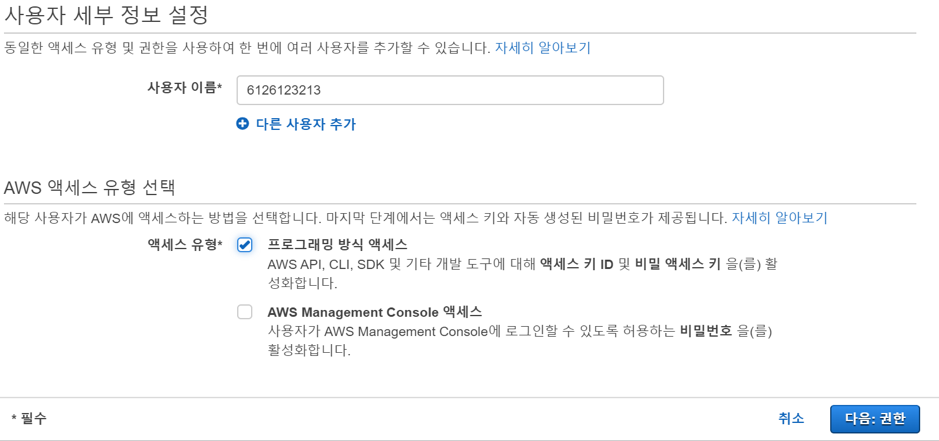 사용자 세부 정보 설정
동일한 액세스 유형 및 권한을 사용하여 한 번에 여러 사용자를 추가할 수 있습니다. 자세히 알아보기
사용자 이름* 6126123213
다른 사용자 추가
AWS 액세스 유형 선택
해당 사용자가 AWS에 액세스하는 방법을 선택합니다. 마지막 단계에서는 액세스 키와 자동 생성된 비밀번호가 제공됩니다. 자세히 알아보기
액세스 유형* 프로그래밍 방식 액세스
AWS API, CLI, SDK 및 기타 개발 도구에 대해 액세스 키 ID 및 비밀 액세스 키 을(를) 활
성화합니다.
AWS Management Console 액세스
사용자가 AWS Management Console에 로그인할 수 있도록 허용하는 비밀번호 을(를)
활성화합니다.
* 필수 취소 다음: 권한